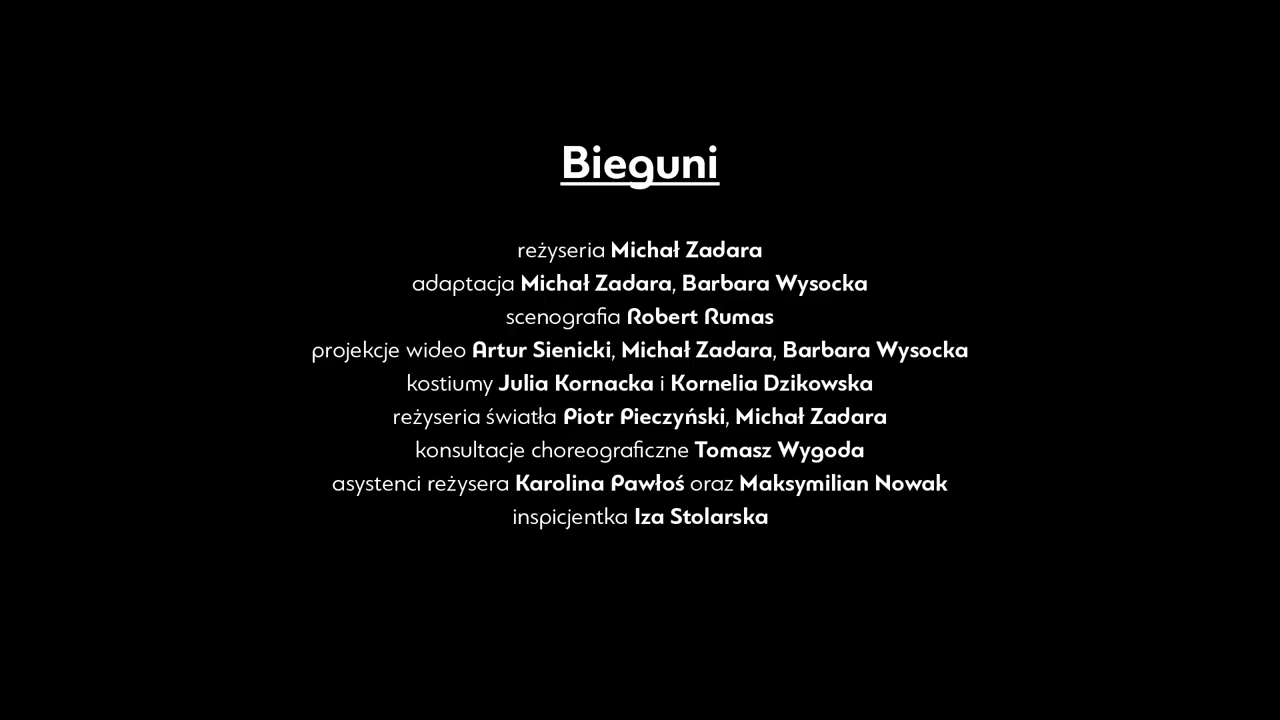 Bieguni
reżyseria Michał Zadara
adaptacja Michał Zadara, Barbara Wysocka
scenografia Robert Rumas
projekcje wideo Artur Sienicki, Michał Zadara, Barbara Wysocka
kostiumy Julia Kornacka i Kornelia Dzikowska
reżyseria światła Piotr Pieczyński, Michał Zadara
konsultacje choreograficzne Tomasz Wygoda
asystenci reżysera Karolina Pawłoś oraz Maksymilian Nowak
inspicjentka Iza Stolarska